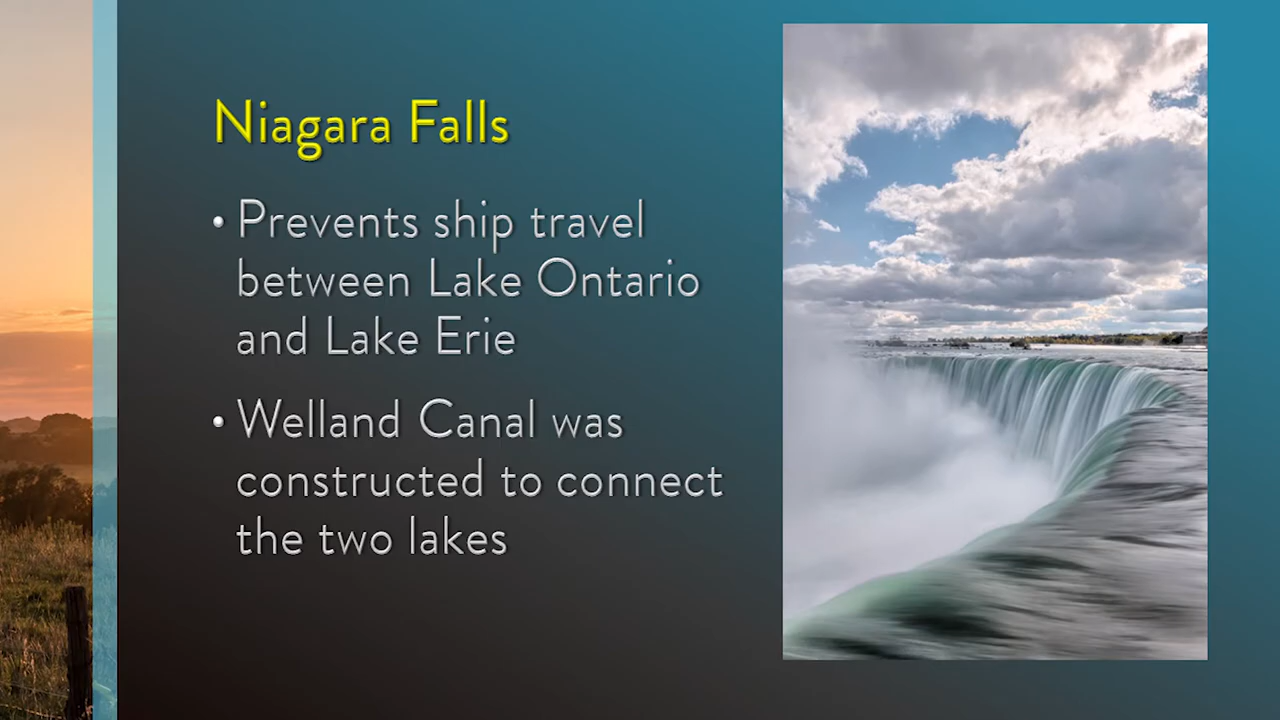 Niagara Falls
• Prevents ship travel
between Lake Ontario
and Lake Erie
• Welland Canal was
constructed to connect
the two lakes